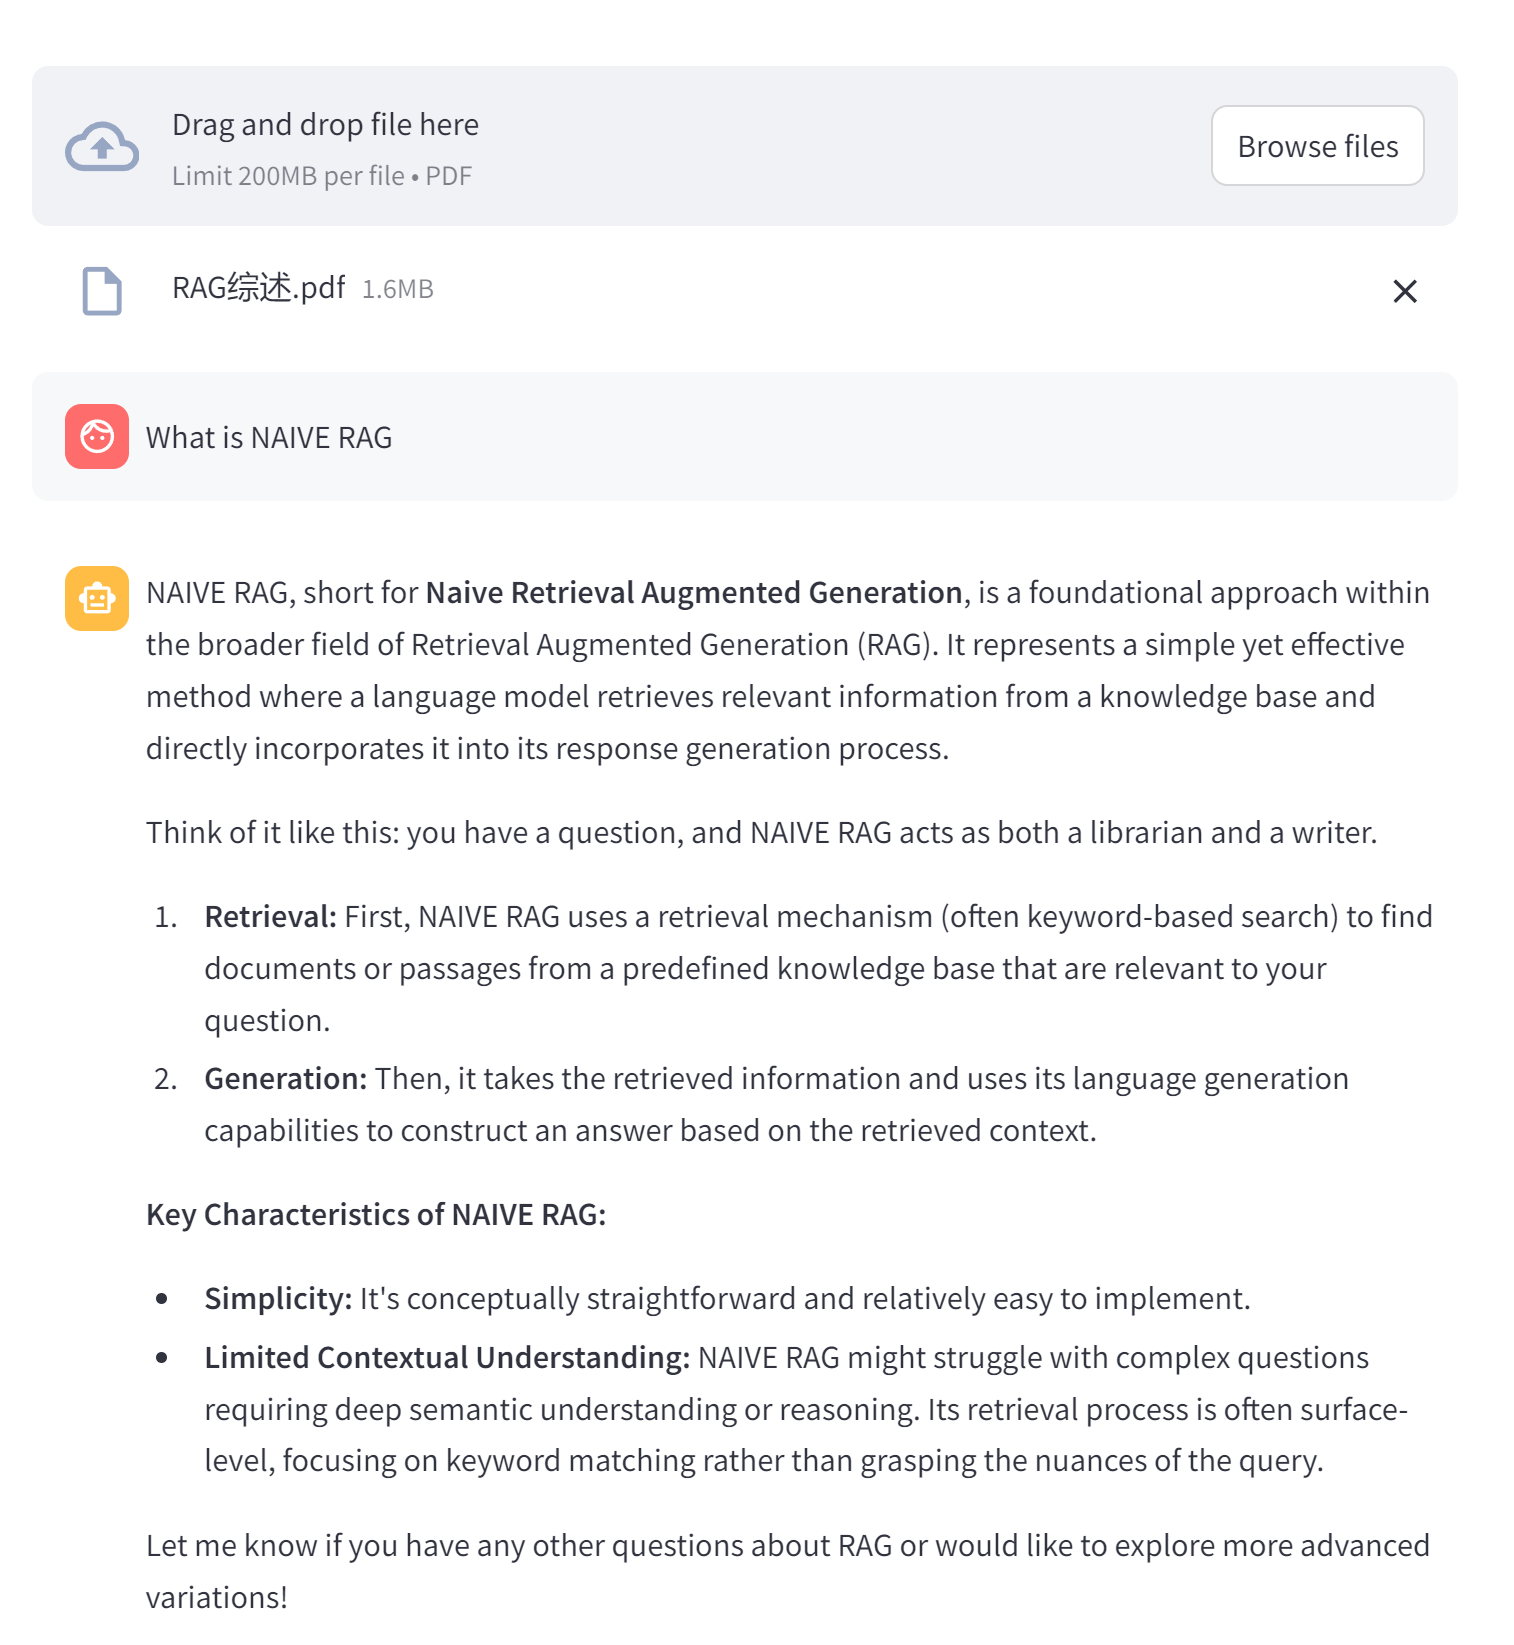 Drag and drop file here
Limit 200MB per file • PDF
Browse files
RAG综述.pdf 1.6MB
What is NAIVE RAG
NAIVE RAG, short for Naive Retrieval Augmented Generation, is a foundational approach within
the broader field of Retrieval Augmented Generation (RAG). It represents a simple yet effective
method where a language model retrieves relevant information from a knowledge base and
directly incorporates it into its response generation process.
Think of it like this: you have a question, and NAIVE RAG acts as both a librarian and a writer.
1. Retrieval: First, NAIVE RAG uses a retrieval mechanism (often keyword-based search) to find
documents or passages from a predefined knowledge base that are relevant to your
question.
2. Generation: Then, it takes the retrieved information and uses its language generation
capabilities to construct an answer based on the retrieved context.
Key Characteristics of NAIVE RAG:
• Simplicity: It's conceptually straightforward and relatively easy to implement.
• Limited Contextual Understanding: NAIVE RAG might struggle with complex questions
requiring deep semantic understanding or reasoning. Its retrieval process is often surface-
level, focusing on keyword matching rather than grasping the nuances of the query.
Let me know if you have any other questions about RAG or would like to explore more advanced
variations!